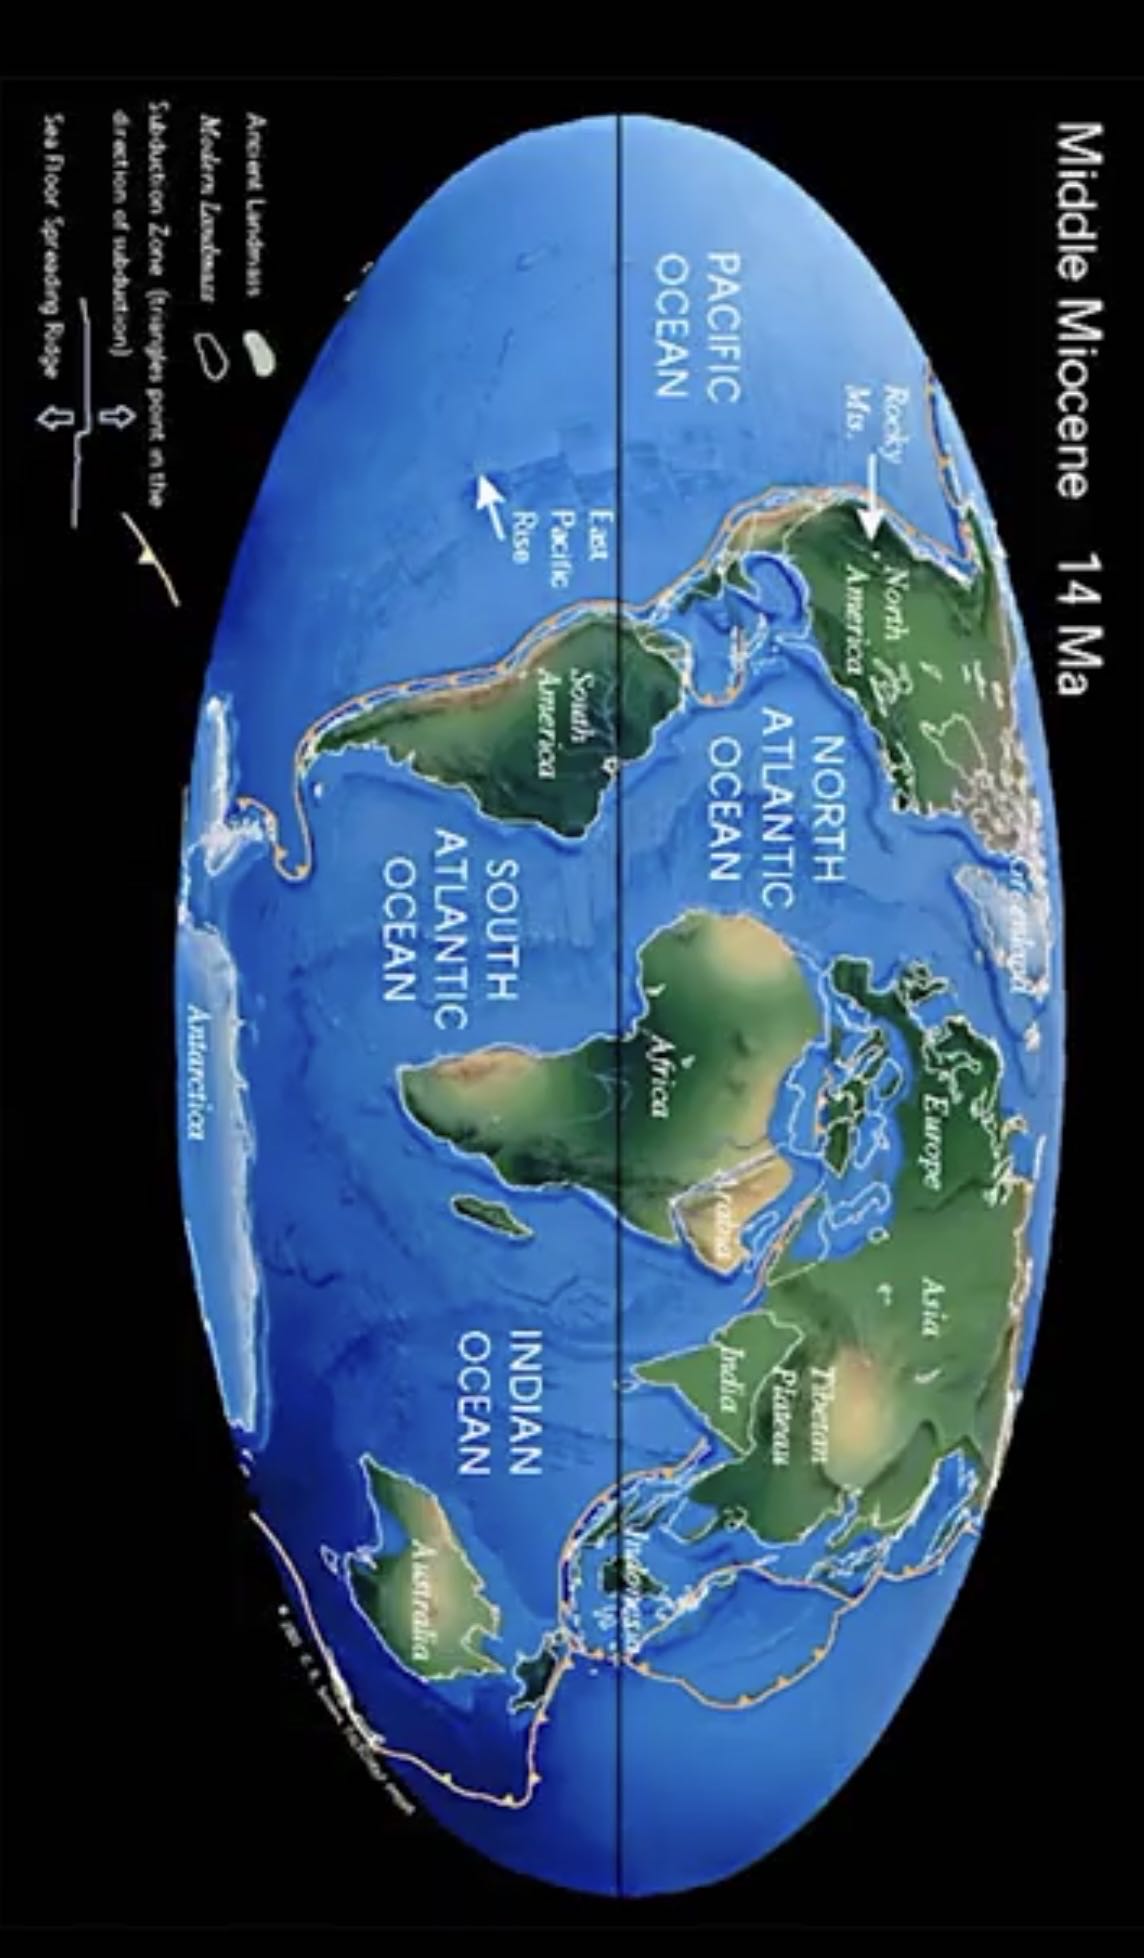 Middle Miocene 14 Ma
PACIFIC
OCEAN
Rocky
Mts.
North
America
East
Pacific
Rise
South
America
NORTH
ATLANTIC
OCEAN
SOUTH
ATLANTIC
OCEAN
Greenland
Europe
Africa
Arabia
Asia
Tibetan
Plateau
India
INDIAN
OCEAN
Indonesia
Australia
Antarctica
Ancient Landmass
Modern Landmass
Subduction Zone (triangles point in the
direction of subduction)
Sea Floor Spreading Ridge